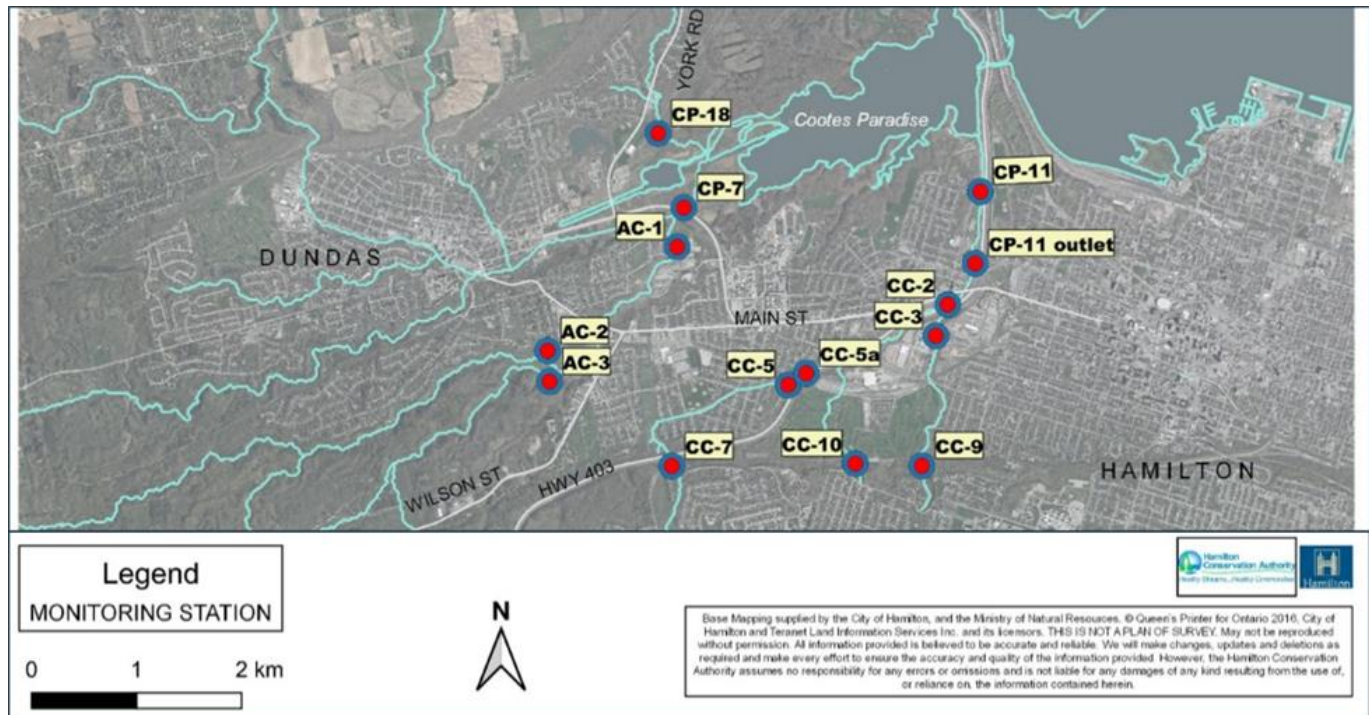 YORK RD
CP-18
Cootes Paradise
CP-7
CP-11
AC-1
DUNDAS
CP-11 outlet
CC-2
MAIN ST
CC-3
AC-2
AC-3
CC-5
CC-5a
CC-7
CC-10
CC-9
HAMILTON
WILSON ST
HWY 403
Legend
MONITORING STATION
0 1 2 km
N
Hamilton
Conservation Authority
Healthy Streams...Healthy Communities!
Hamilton
Base Mapping supplied by the City of Hamilton, and the Ministry of Natural Resources. © Queen's Printer for Ontario 2016, City of
Hamilton and Teranet Land Information Services Inc. and its licensors. THIS IS NOT A PLAN OF SURVEY. May not be reproduced
without permission. All information provided is believed to be accurate and reliable. We will make changes, updates and deletions as
required and make every effort to ensure the accuracy and quality of the information provided. However, the Hamilton Conservation
Authority assumes no responsibility for any errors or omissions and is not liable for any damages of any kind resulting from the use of,
or reliance on, the information contained herein.